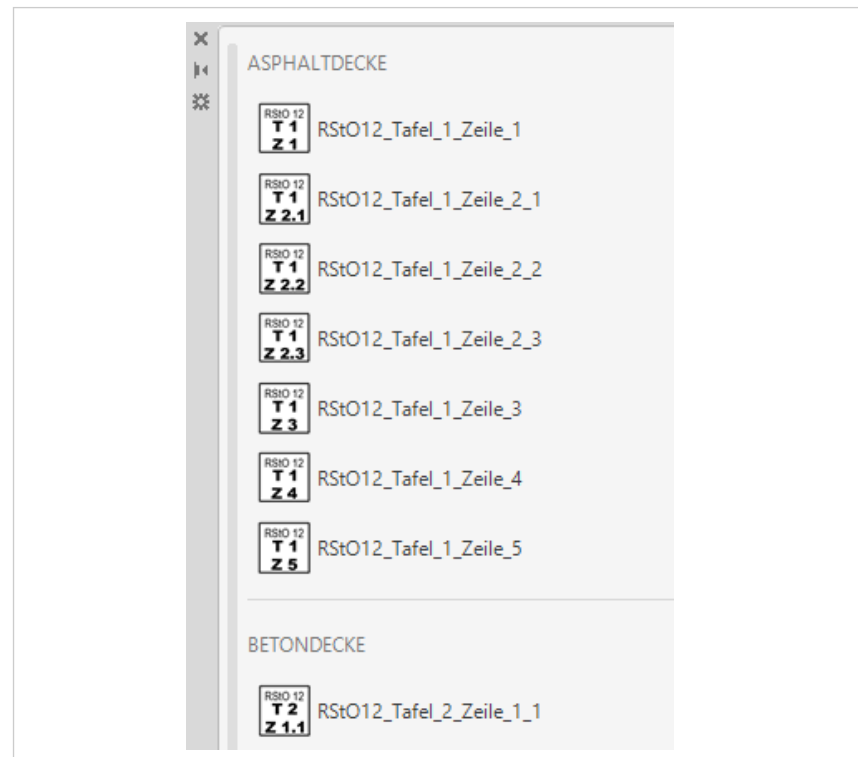 ASPHALTDECKE
RStO 12
T 1
Z 1
RStO12_Tafel_1_Zeile_1
RStO 12
T 1
Z 2.1
RStO12_Tafel_1_Zeile_2_1
RStO 12
T 1
Z 2.2
RStO12_Tafel_1_Zeile_2_2
RStO 12
T 1
Z 2.3
RStO12_Tafel_1_Zeile_2_3
RStO 12
T 1
Z 3
RStO12_Tafel_1_Zeile_3
RStO 12
T 1
Z 4
RStO12_Tafel_1_Zeile_4
RStO 12
T 1
Z 5
RStO12_Tafel_1_Zeile_5
BETONDECKE
RStO 12
T 2
Z 1.1
RStO12_Tafel_2_Zeile_1_1